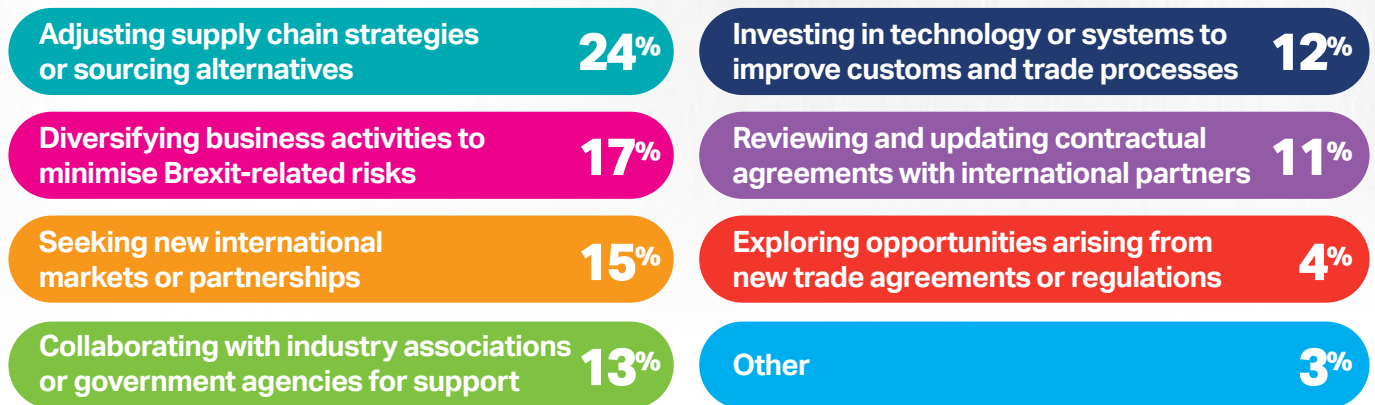 Adjusting supply chain strategies
or sourcing alternatives
24%
Diversifying business activities to
minimise Brexit-related risks
17%
Seeking new international
markets or partnerships
15%
Collaborating with industry associations
or government agencies for support
13%
Investing in technology or systems to
improve customs and trade processes
12%
Reviewing and updating contractual
agreements with international partners
11%
Exploring opportunities arising from
new trade agreements or regulations
4%
Other
3%